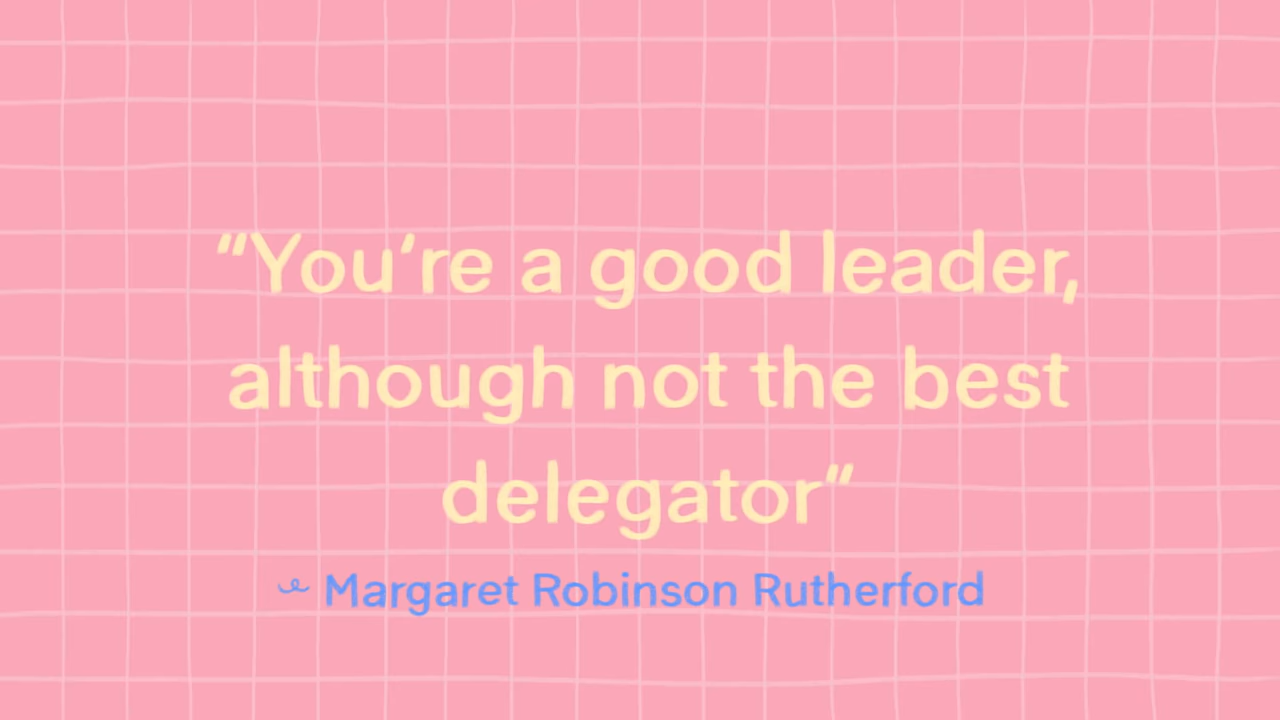 “You‘re a good leader,
although not the best
delegator”
Margaret Robinson Rutherford